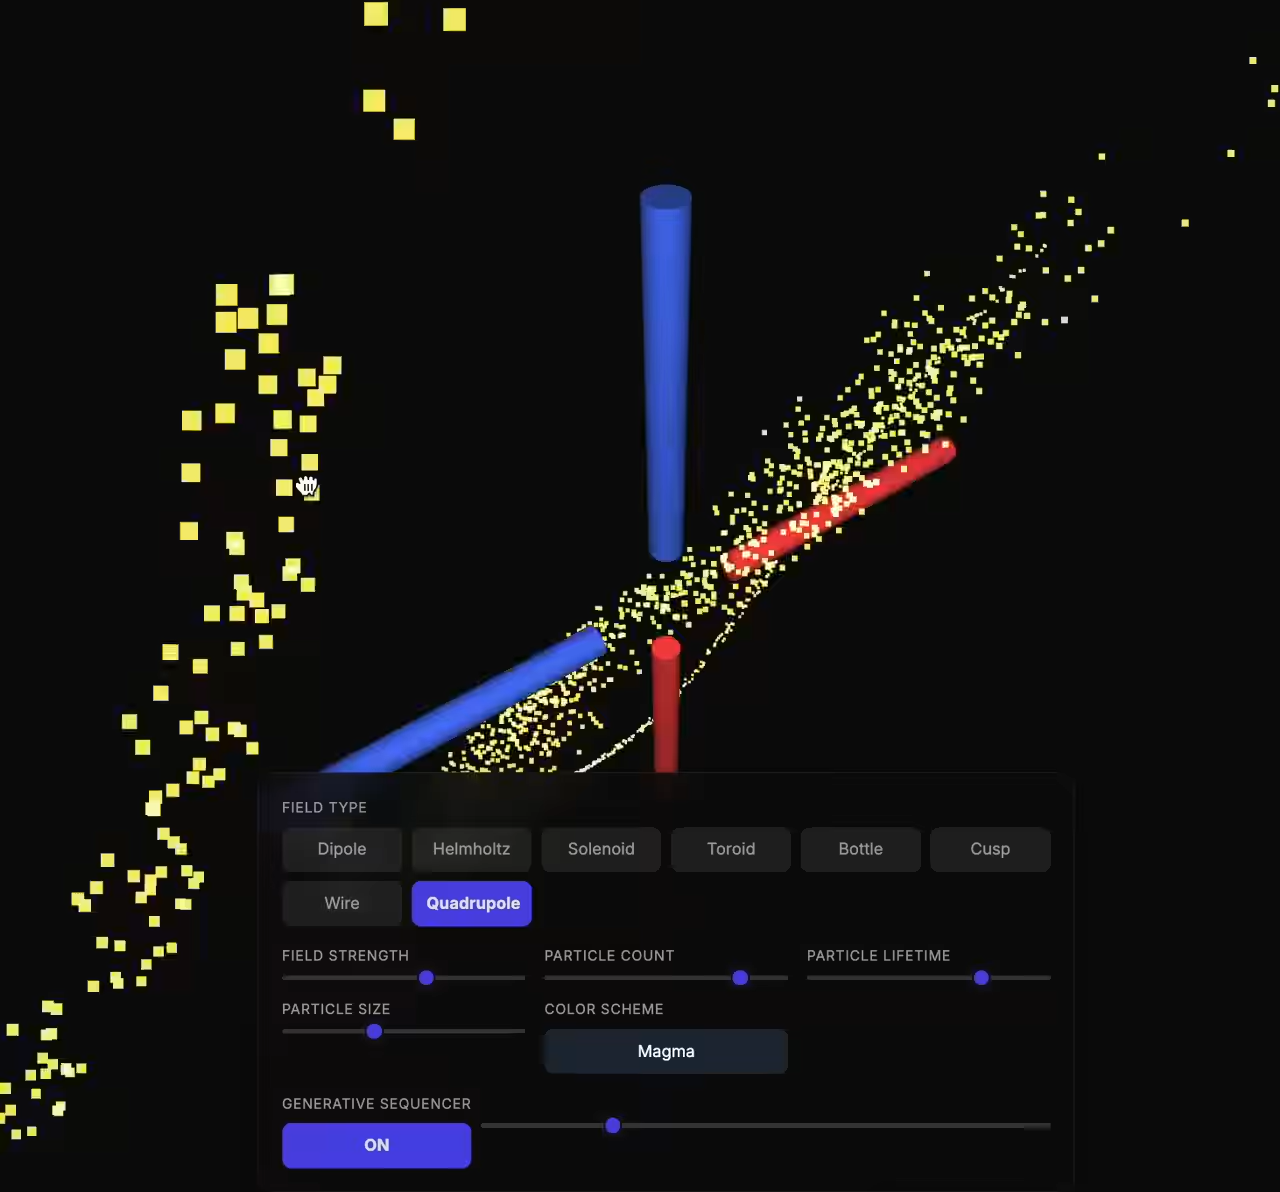 FIELD TYPE
Dipole Helmholtz Solenoid Toroid Bottle Cusp
Wire Quadrupole
FIELD STRENGTH PARTICLE COUNT PARTICLE LIFETIME
PARTICLE SIZE COLOR SCHEME
Magma
GENERATIVE SEQUENCER
ON